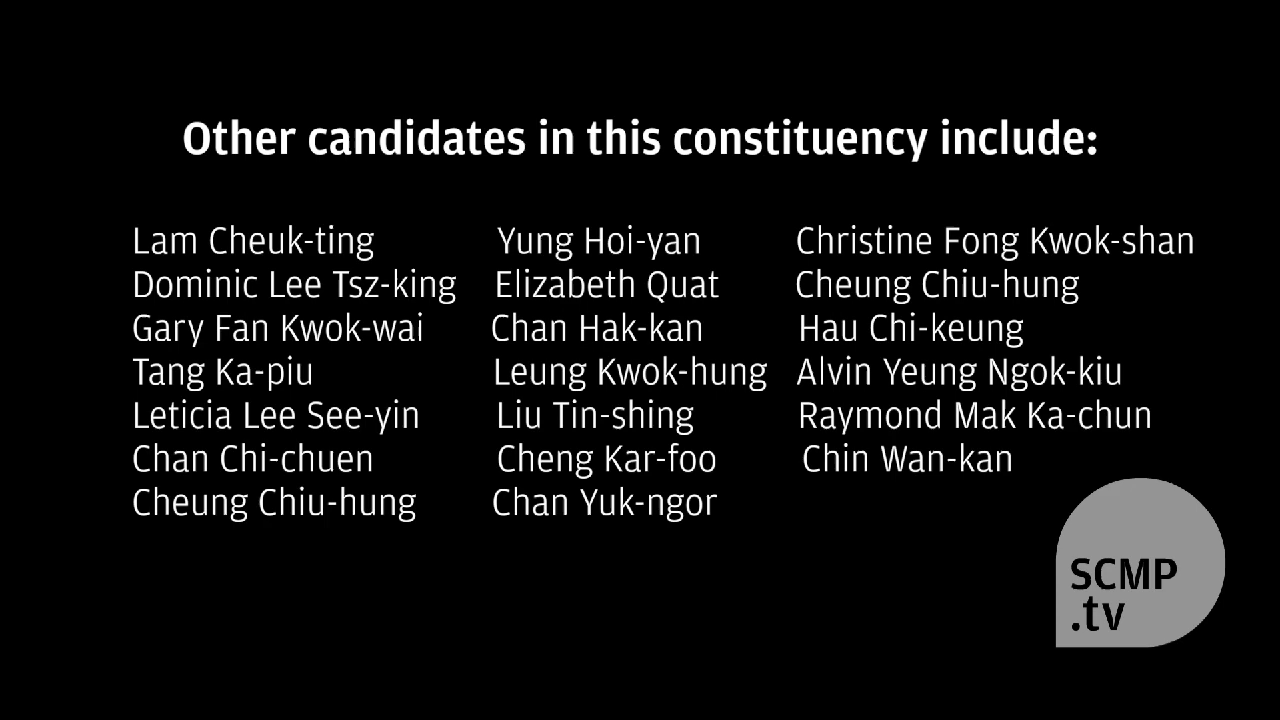 Other candidates in this constituency include:
Lam Cheuk-ting
Dominic Lee Tsz-king
Gary Fan Kwok-wai
Tang Ka-piu
Leticia Lee See-yin
Chan Chi-chuen
Cheung Chiu-hung
Yung Hoi-yan
Elizabeth Quat
Chan Hak-kan
Leung Kwok-hung
Liu Tin-shing
Cheng Kar-foo
Chan Yuk-ngor
Christine Fong Kwok-shan
Cheung Chiu-hung
Hau Chi-keung
Alvin Yeung Ngok-kiu
Raymond Mak Ka-chun
Chin Wan-kan
SCMP
.tv